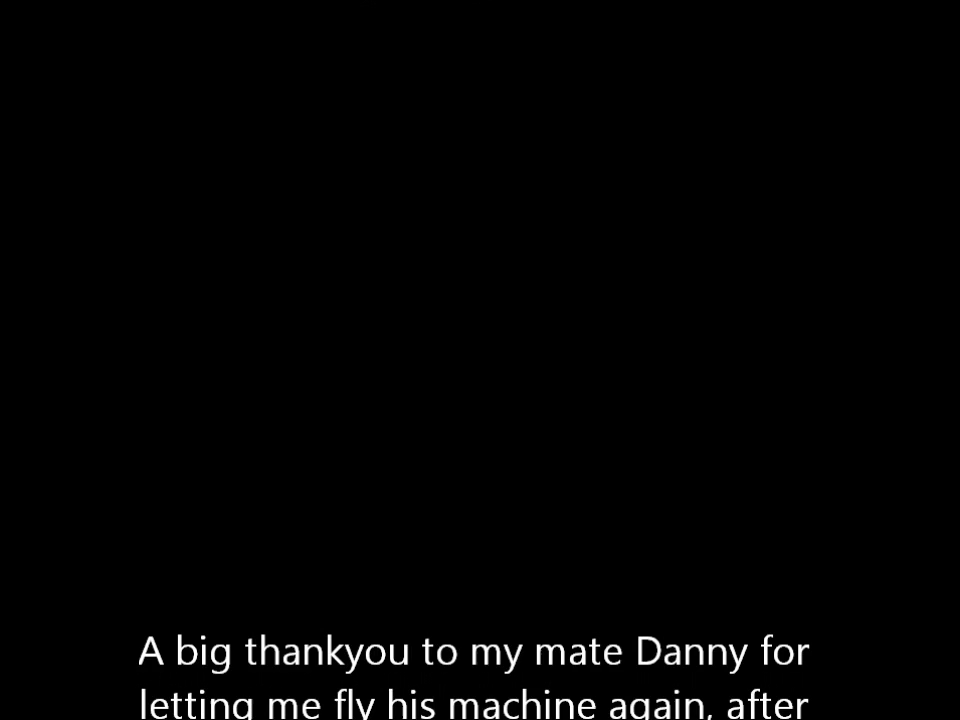 A big thankyou to my mate Danny for
letting me fly his machine again, after